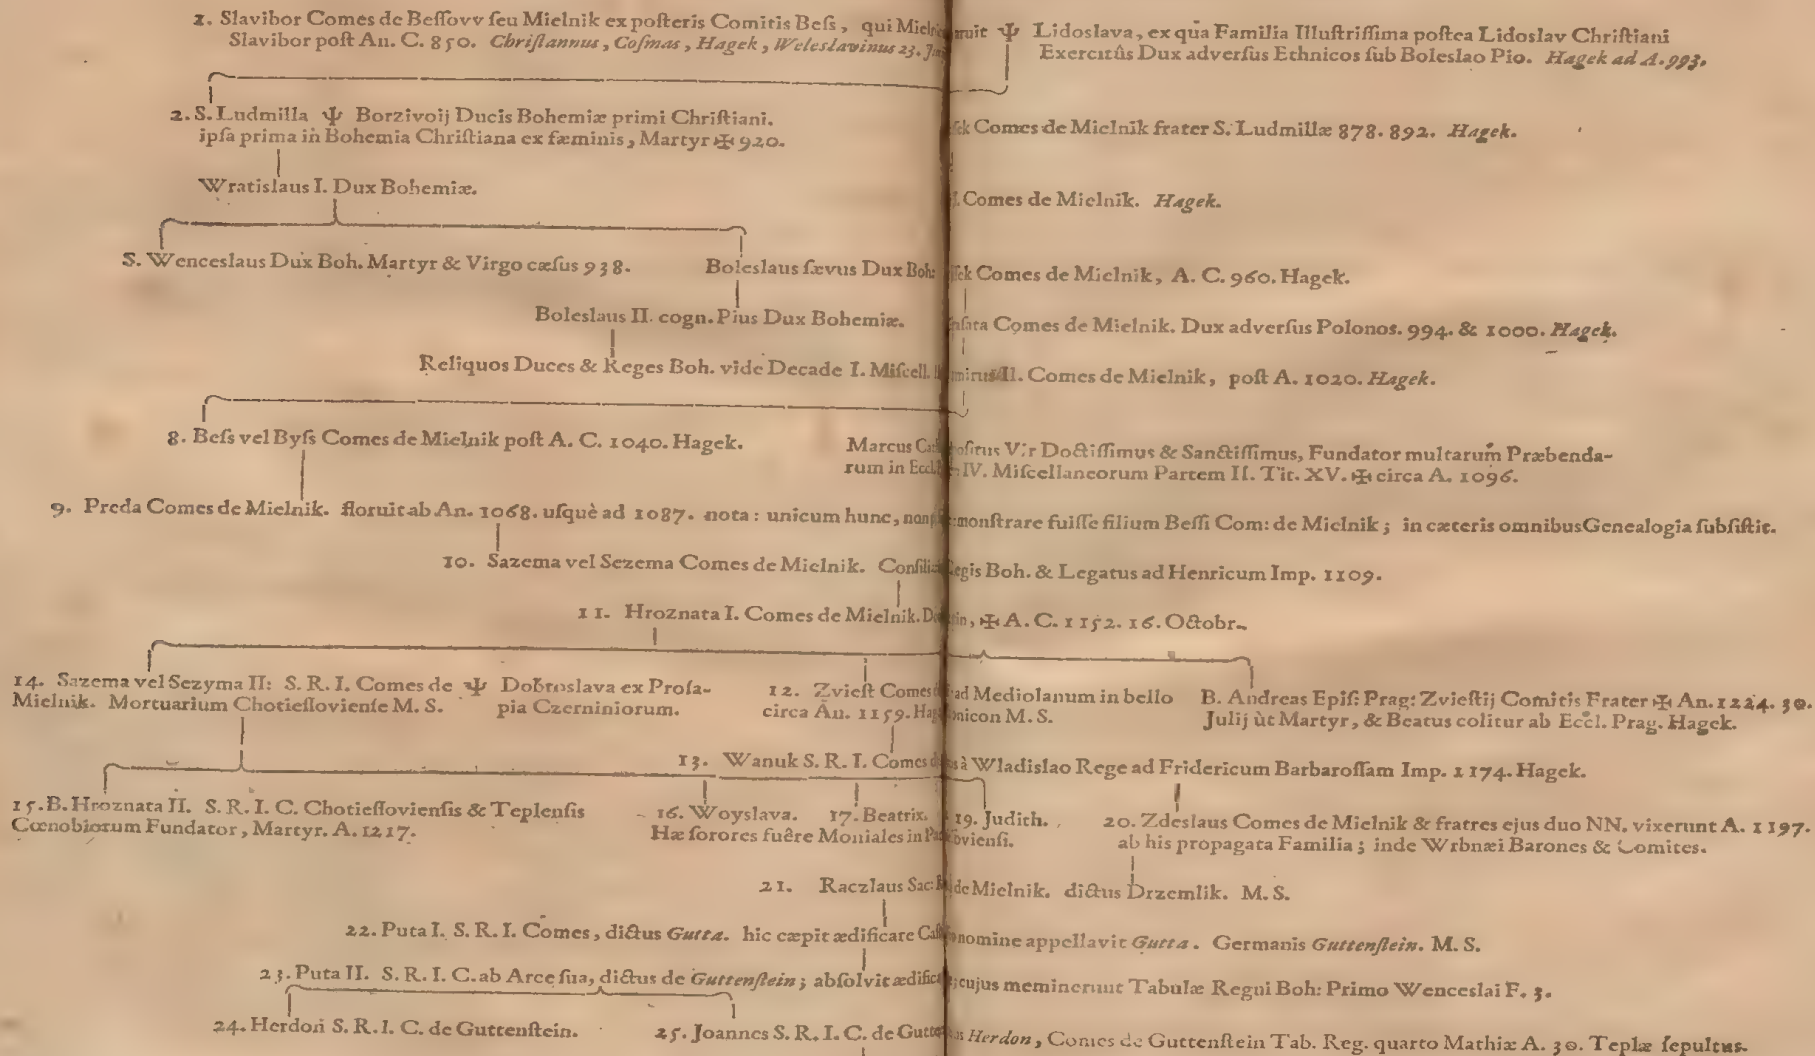 1. Slavibor Comes de Beſſovv ſeu Mielnik ex poſteris Comitis Beſs, qui ⁠ Ψ Lidoslava, ex quâ Familia Illuſtriſſima poſtea Lidoslav Chriſtiani
Slavibor poſt An. C. 850. Chriſtannus, Coſmas, Hagek, Weleslavinus 23. Exercitûs Dux adverſus Ethnicos ſub Boleslao Pio. Hagek ad A. 993.
2. S. Ludmilla Ψ Borzivoij Ducis Bohemiæ primi Chriſtiani.
ipſa prima in Bohemia Chriſtiana ex fæminis, Martyr ✠ 920.
Comes de Mielnik frater S. Ludmillæ 878. 892. Hagek.
Wratislaus I. Dux Bohemiæ.
Comes de Mielnik. Hagek.
S. Wenceslaus Dux Boh. Martyr & Virgo cæſus 938. Boleslaus ſævus Dux Boh: Comes de Mielnik, A. C. 960. Hagek.
Boleslaus II. cogn. Pius Dux Bohemiæ. Comes de Mielnik. Dux adverſus Polonos. 994. & 1000. Hagek.
Reliquos Duces & Reges Boh. vide Decade I. Miſcell. II. Comes de Mielnik, poſt A. 1020. Hagek.
8. Beſs vel Byſs Comes de Mielnik poſt A. C. 1040. Hagek.
Marcus Vir Doctiſſimus & Sanctiſſimus, Fundator multarum Præbenda-
rum in Eccl. IV. Miſcellaneorum Partem II. Tit. XV. ✠ circa A. 1096.
9. Preda Comes de Mielnik. floruit ab An. 1068. uſquè ad 1087. nota: unicum hunc, fuiſſe filium Beſſi Com: de Mielnik; in cæteris omnibus Genealogia ſubſiſtit.
10. Sazema vel Sezema Comes de Mielnik. Boh. & Legatus ad Henricum Imp. 1109.
11. Hroznata I. Comes de Mielnik. ✠ A. C. 1152. 16. Octobr.
14. Sazema vel Sezyma II: S. R. I. Comes de Ψ Dobroslava ex Proſa-
Mielnik. Mortuarium Chotieſſovienſe M. S. pia Czerniniorum.
12. Zvieſt Comes ad Mediolanum in bello
circa An. 1159. M. S.
B. Andreas Epiſ: Prag: Zvieſtij Comitis Frater ✠ An. 1224. 30.
Julij ùt Martyr, & Beatus colitur ab Eccl. Prag. Hagek.
13. Wanuk S. R. I. Comes à Wladislao Rege ad Fridericum Barbaroſſam Imp. 1174. Hagek.
15. B. Hroznata II. S. R. I. C. Chotieſſovienſis & Teplenſis
Cœnobiorum Fundator, Martyr. A. 1217.
16. Woyslava. 17. Beatrix. 19. Judith.
Hæ ſorores fuêre Moniales in
20. Zdeslaus Comes de Mielnik & fratres ejus duo NN. vixerunt A. 1197.
ab his propagata Familia; inde Wrbnæi Barones & Comites.
21. Raczlaus Sac: de Mielnik. dictus Drzemlik. M. S.
22. Puta I. S. R. I. Comes, dictus Gutta. hic cæpit ædificare nomine appellavit Gutta. Germanis Guttenſtein. M. S.
23. Puta II. S. R. I. C. ab Arce ſua, dictus de Guttenſtein; abſolvit cujus meminerunt Tabulæ Regni Boh: Primo Wenceslai F. 3.
24. Herdon S. R. I. C. de Guttenſtein. 25. Joannes S. R. I. C. de Herdon, Comes de Guttenſtein Tab. Reg. quarto Mathiæ A. 30. Teplæ ſepultus.